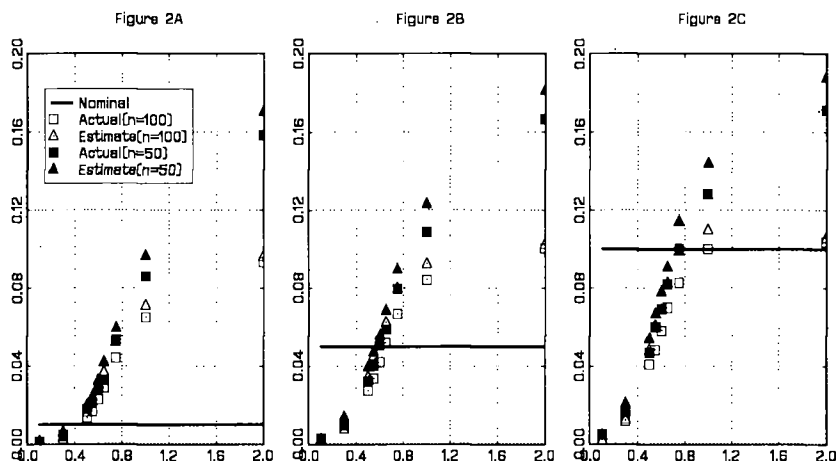 Figure 2A
Figure 2B
Figure 2C
0.20
0.16
0.12
0.08
0.04
0.00
Nominal
Actual(n=100)
Estimate(n=100)
Actual(n=50)
Estimate(n=50)
0.0 0.4 0.8 1.2 1.6 2.0
0.20
0.16
0.12
0.08
0.04
0.00
0.0 0.4 0.8 1.2 1.6 2.0
0.20
0.16
0.12
0.08
0.04
0.00
0.0 0.4 0.8 1.2 1.6 2.0